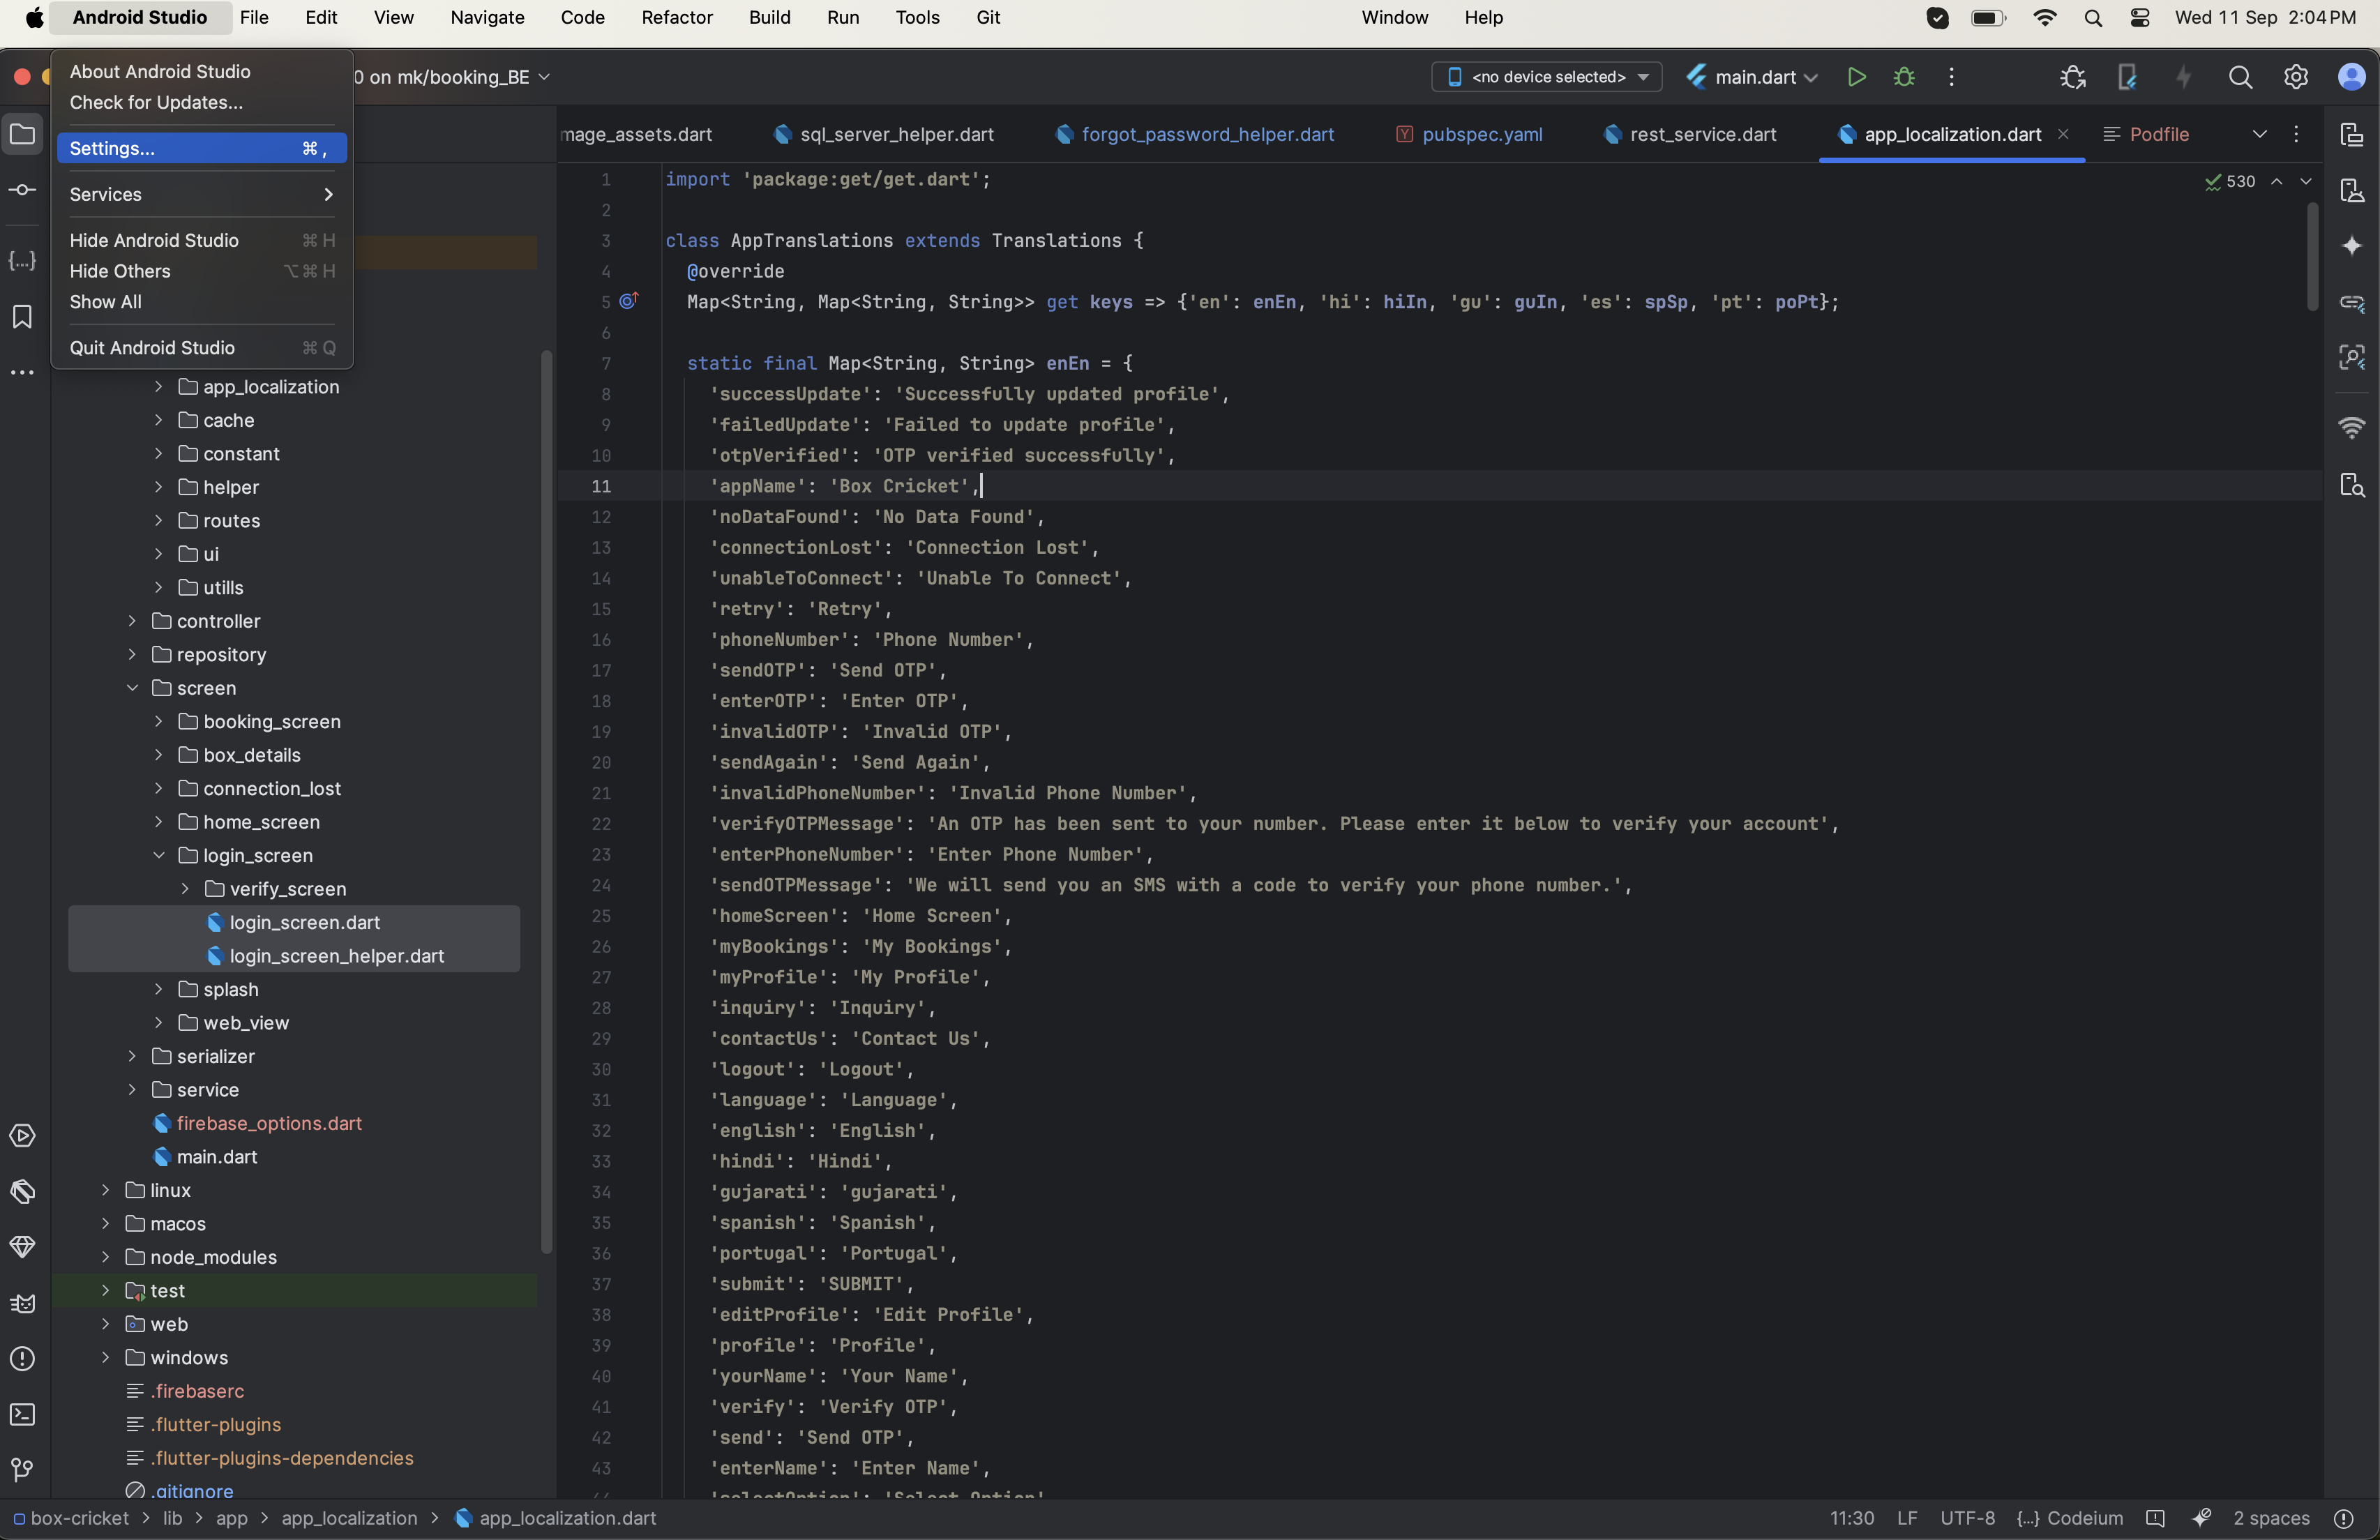 Android Studio File Edit View Navigate Code Refactor Build Run Tools Git Window Help Wed 11 Sep 2:04 PM
About Android Studio
Check for Updates...
Settings... ⌘ ,
Services
Hide Android Studio ⌘ H
Hide Others ⌥ ⌘ H
Show All
Quit Android Studio ⌘ Q
0 on mk/booking_BE <no device selected> main.dart
mage_assets.dart sql_server_helper.dart forgot_password_helper.dart pubspec.yaml rest_service.dart app_localization.dart Podfile
530
app_localization
cache
constant
helper
routes
ui
utills
controller
repository
screen
booking_screen
box_details
connection_lost
home_screen
login_screen
verify_screen
login_screen.dart
login_screen_helper.dart
splash
web_view
serializer
service
firebase_options.dart
main.dart
linux
macos
node_modules
test
web
windows
.firebaserc
.flutter-plugins
.flutter-plugins-dependencies
.gitignore
1 import 'package:get/get.dart';
2
3 class AppTranslations extends Translations {
4 @override
5 Map<String, Map<String, String>> get keys => {'en': enEn, 'hi': hiIn, 'gu': guIn, 'es': spSp, 'pt': poPt};
6
7 static final Map<String, String> enEn = {
8 'successUpdate': 'Successfully updated profile',
9 'failedUpdate': 'Failed to update profile',
10 'otpVerified': 'OTP verified successfully',
11 'appName': 'Box Cricket',
12 'noDataFound': 'No Data Found',
13 'connectionLost': 'Connection Lost',
14 'unableToConnect': 'Unable To Connect',
15 'retry': 'Retry',
16 'phoneNumber': 'Phone Number',
17 'sendOTP': 'Send OTP',
18 'enterOTP': 'Enter OTP',
19 'invalidOTP': 'Invalid OTP',
20 'sendAgain': 'Send Again',
21 'invalidPhoneNumber': 'Invalid Phone Number',
22 'verifyOTPMessage': 'An OTP has been sent to your number. Please enter it below to verify your account',
23 'enterPhoneNumber': 'Enter Phone Number',
24 'sendOTPMessage': 'We will send you an SMS with a code to verify your phone number.',
25 'homeScreen': 'Home Screen',
26 'myBookings': 'My Bookings',
27 'myProfile': 'My Profile',
28 'inquiry': 'Inquiry',
29 'contactUs': 'Contact Us',
30 'logout': 'Logout',
31 'language': 'Language',
32 'english': 'English',
33 'hindi': 'Hindi',
34 'gujarati': 'gujarati',
35 'spanish': 'Spanish',
36 'portugal': 'Portugal',
37 'submit': 'SUBMIT',
38 'editProfile': 'Edit Profile',
39 'profile': 'Profile',
40 'yourName': 'Your Name',
41 'verify': 'Verify OTP',
42 'send': 'Send OTP',
43 'enterName': 'Enter Name',
44 'selectOption': 'Select Option'
box-cricket > lib > app > app_localization > app_localization.dart 11:30 LF UTF-8 {...} Codeium 2 spaces